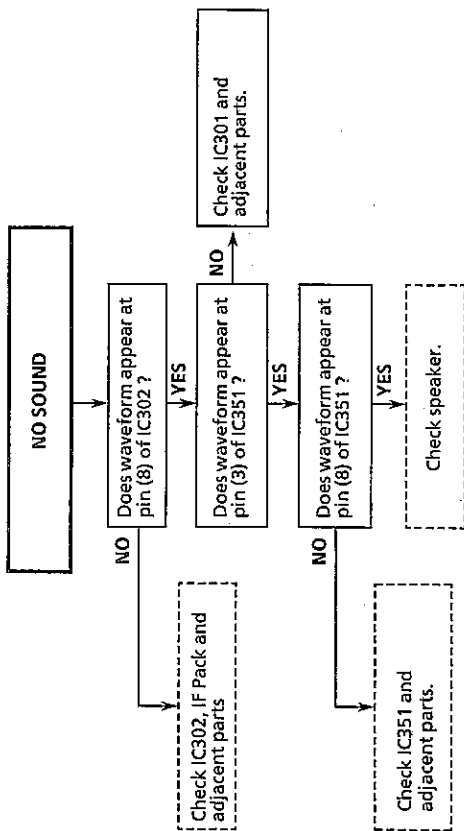 NO SOUND
Does waveform appear at
pin (8) of IC302 ?
NO
Check IC302, IF Pack and
adjacent parts
YES
Does waveform appear at
pin (3) of IC351 ?
NO
Check IC301 and
adjacent parts.
YES
Does waveform appear at
pin (8) of IC351 ?
NO
Check IC351 and
adjacent parts.
YES
Check speaker.